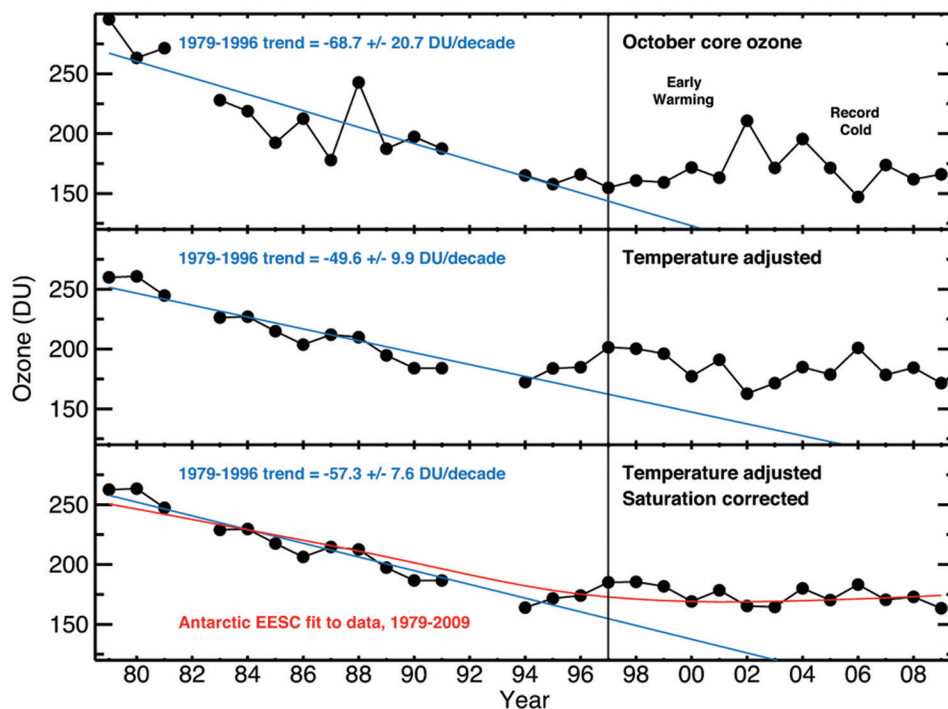 1979-1996 trend = -68.7 +/- 20.7 DU/decade
October core ozone
Early
Warming
Record
Cold
250
200
150
1979-1996 trend = -49.6 +/- 9.9 DU/decade
Temperature adjusted
250
200
150
Ozone (DU)
1979-1996 trend = -57.3 +/- 7.6 DU/decade
Temperature adjusted
Saturation corrected
250
200
150
Antarctic EESC fit to data, 1979-2009
80 82 84 86 88 90 92 94 96 98 00 02 04 06 08
Year